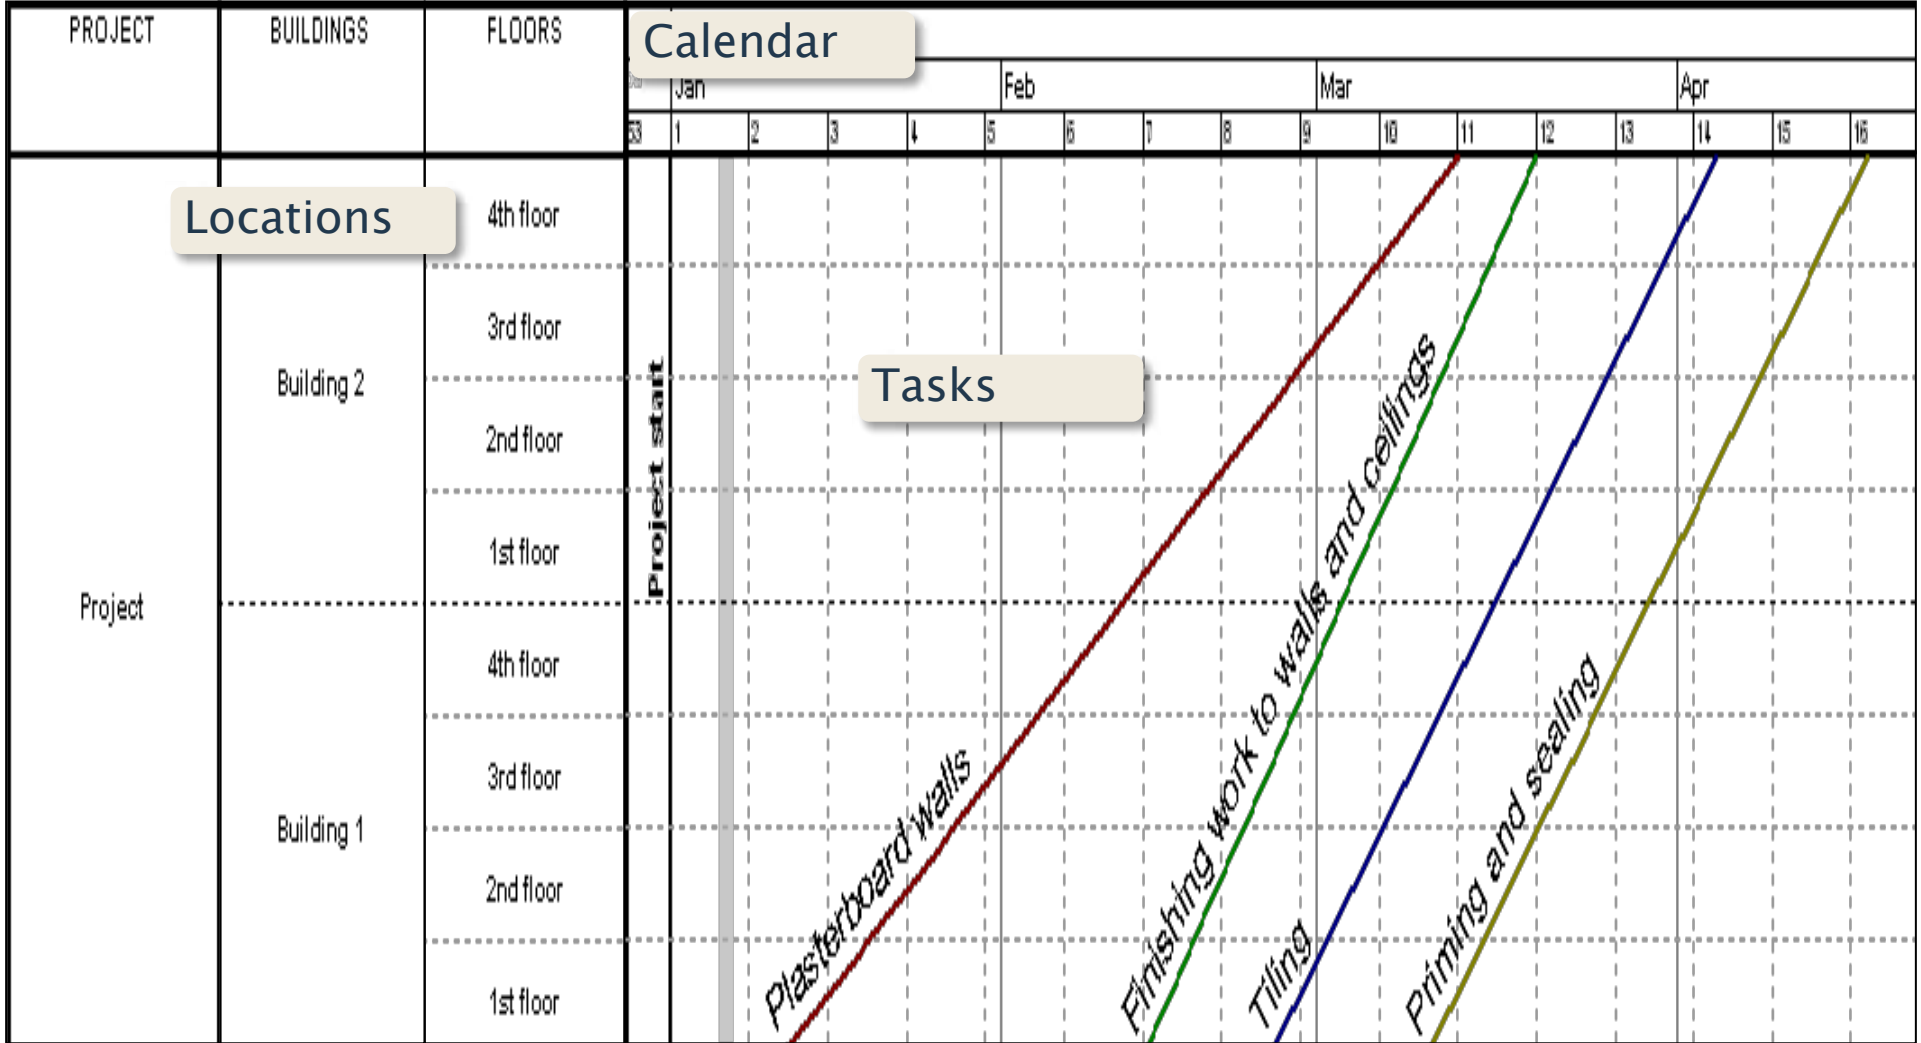 PROJECT BUILDINGS FLOORS Calendar
Jan Feb Mar Apr
53 1 2 3 4 5 6 7 8 9 10 11 12 13 14 15 16
Locations
4th floor
3rd floor
Building 2
Tasks
2nd floor
1st floor
Project start
Project
4th floor
3rd floor
Building 1
2nd floor
1st floor
Plasterboard walls
Finishing work to walls and ceilings
Tiling
Priming and sealing